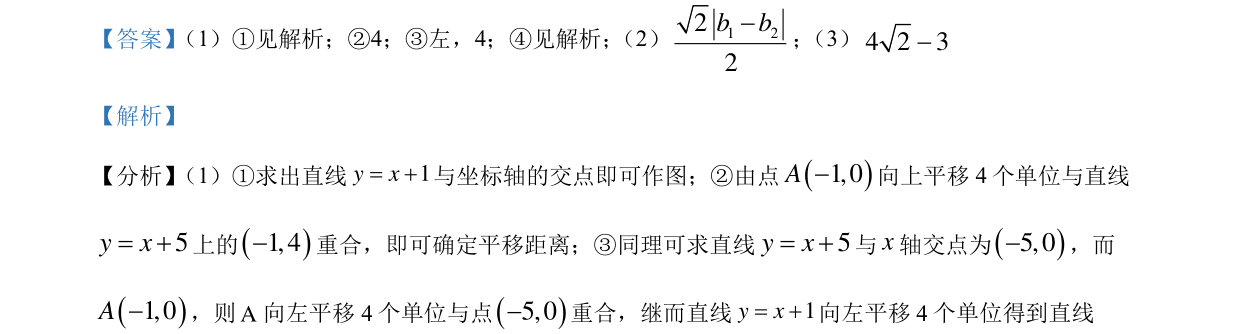 【答案】（1）①见解析；②4；③左，4；④见解析；（2）$\frac{\sqrt{2}|b_1-b_2|}{2}$；（3）$4\sqrt{2}-3$
【解析】
【分析】（1）①求出直线 $y=x+1$ 与坐标轴的交点即可作图；②由点 $A(-1,0)$ 向上平移 4 个单位与直线
$y=x+5$ 上的 $(-1,4)$ 重合，即可确定平移距离；③同理可求直线 $y=x+5$ 与 $x$ 轴交点为 $(-5,0)$，而
$A(-1,0)$，则 A 向左平移 4 个单位与点 $(-5,0)$ 重合，继而直线 $y=x+1$ 向左平移 4 个单位得到直线